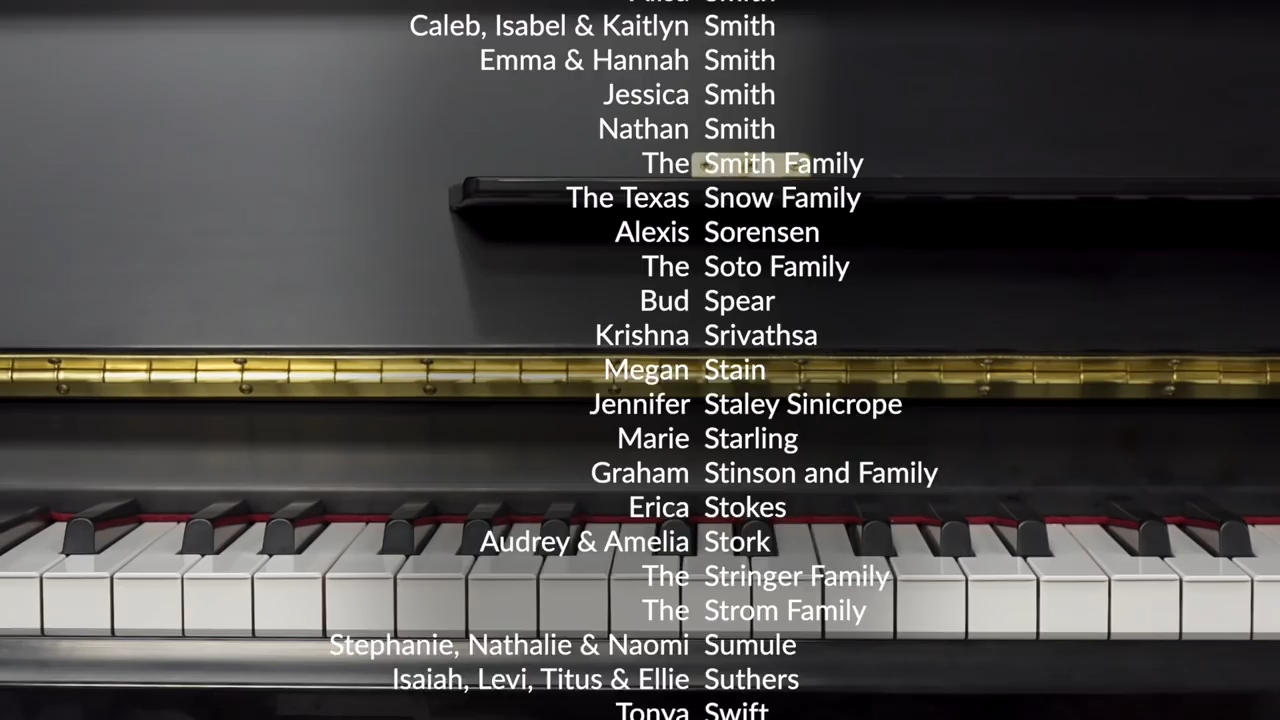 Smith
Caleb, Isabel & Kaitlyn Smith
Emma & Hannah Smith
Jessica Smith
Nathan Smith
The Smith Family
The Texas Snow Family
Alexis Sorensen
The Soto Family
Bud Spear
Krishna Srivathsa
Megan Stain
Jennifer Staley Sinicrope
Marie Starling
Graham Stinson and Family
Erica Stokes
Audrey & Amelia Stork
The Stringer Family
The Strom Family
Stephanie, Nathalie & Naomi Sumule
Isaiah, Levi, Titus & Ellie Suthers
Tonya Swift